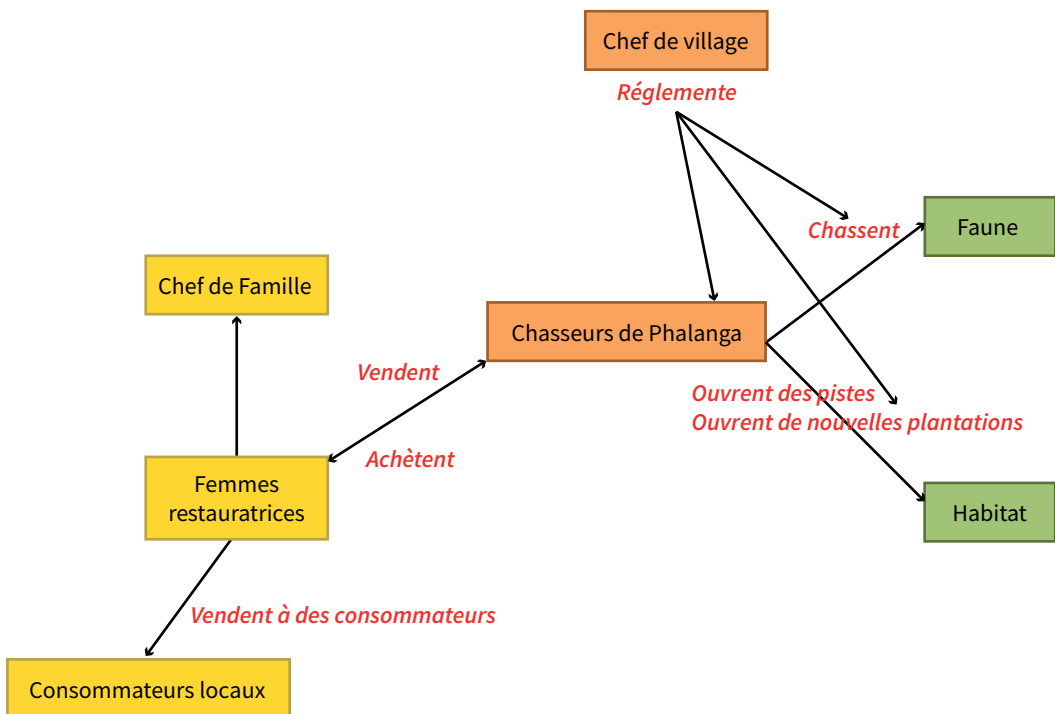 Chef de village
Réglemente
Chassent
Faune
Chef de Famille
Chasseurs de Phalanga
Vendent
Ouvrent des pistes
Ouvrent de nouvelles plantations
Achètent
Femmes
restauratrices
Habitat
Vendent à des consommateurs
Consommateurs locaux